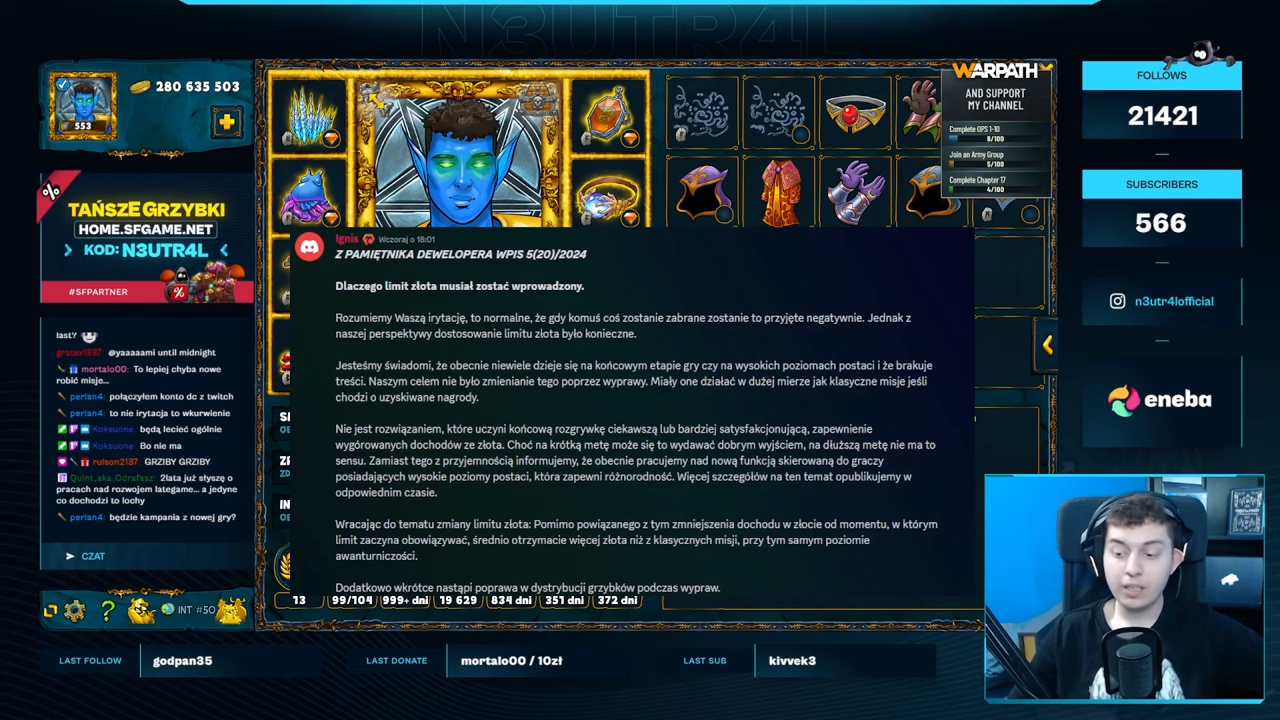 N3UTR4L
280 635 503
553
%
TAŃSZE GRZYBKI
HOME.SFGAME.NET
KOD: N3UTR4L
#SFPARTNER
%
lastY
gratex1337: @yaaaaami until midnight
mortalo00: To lepiej chyba nowe
robić misje...
perlan4: połączyłem konto dc z twitch
perlan4: to nie irytacja to wkurwienie
Koksuone: będą lecieć ogólnie
Koksuone: Bo nie ma
rulson2137: GRZIBY GRZIBY
Quint_aka_Odrafasz: 2lata już słyszę o
pracach nad rozwojem lategame... a jedyne
co dochodzi to lochy
perlan4: będzie kampania z nowej gry?
CZAT
INT #50
WARPATH
AND SUPPORT
MY CHANNEL
Complete OPS 1-10
9/100
Join an Army Group
5/100
Complete Chapter 17
4/100
Ignis Wczoraj o 18:01
Z PAMIĘTNIKA DEWELOPERA WPIS 5(20)/2024
Dlaczego limit złota musiał zostać wprowadzony.
Rozumiemy Waszą irytację, to normalne, że gdy komuś coś zostanie zabrane zostanie to przyjęte negatywnie. Jednak z
naszej perspektywy dostosowanie limitu złota było konieczne.
Jesteśmy świadomi, że obecnie niewiele dzieje się na końcowym etapie gry czy na wysokich poziomach postaci i że brakuje
treści. Naszym celem nie było zmienianie tego poprzez wyprawy. Miały one działać w dużej mierze jak klasyczne misje jeśli
chodzi o uzyskiwane nagrody.
Nie jest rozwiązaniem, które uczyni końcową rozgrywkę ciekawszą lub bardziej satysfakcjonującą, zapewnienie
wygórowanych dochodów ze złota. Choć na krótką metę może się to wydawać dobrym wyjściem, na dłuższą metę nie ma to
sensu. Zamiast tego z przyjemnością informujemy, że obecnie pracujemy nad nową funkcją skierowaną do graczy
posiadających wysokie poziomy postaci, która zapewni różnorodność. Więcej szczegółów na ten temat opublikujemy w
odpowiednim czasie.
Wracając do tematu zmiany limitu złota: Pomimo powiązanego z tym zmniejszenia dochodu w złocie od momentu, w którym
limit zaczyna obowiązywać, średnio otrzymacie więcej złota niż z klasycznych misji, przy tym samym poziomie
awanturniczości.
Dodatkowo wkrótce nastąpi poprawa w dystrybucji grzybków podczas wypraw.
13 99/104 999+ dni 19 629 834 dni 351 dni 372 dni
FOLLOWS
21421
SUBSCRIBERS
566
n3utr4lofficial
eneba
LAST FOLLOW godpan35
LAST DONATE mortalo00 / 10zł
LAST SUB kivvek3